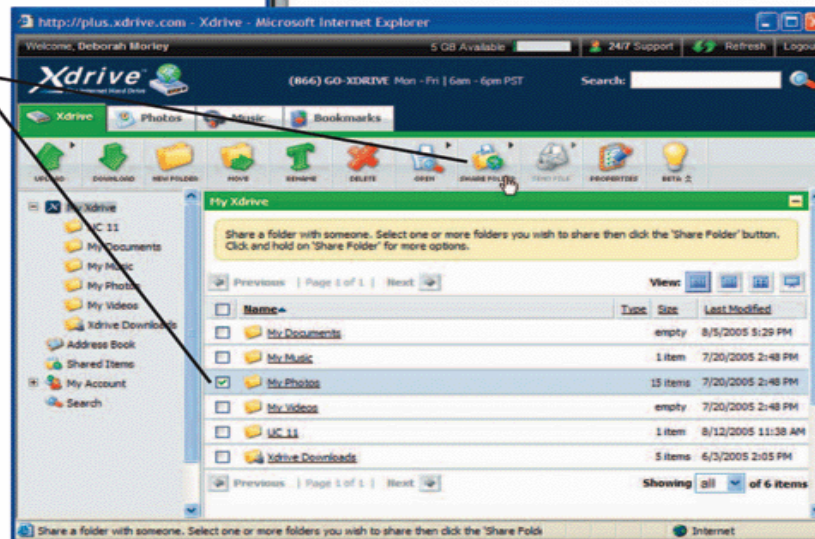 http://plus.xdrive.com - Xdrive - Microsoft Internet Explorer
Welcome, Deborah Morley 5 GB Available 24/7 Support Refresh Logou
Xdrive
Internet Hard Drive
(866) GO-XDRIVE Mon - Fri | 6am - 6pm PST Search:
Xdrive Photos Music Bookmarks
UPLOAD DOWNLOAD NEW FOLDER MOVE RENAME DELETE OPEN SHARE FOLDER SEND FILE PROPERTIES BETA 2
My Xdrive
UC 11
My Documents
My Music
My Photos
My Videos
Xdrive Downloads
Address Book
Shared Items
My Account
Search
My Xdrive
Share a folder with someone. Select one or more folders you wish to share then click the 'Share Folder' button.
Click and hold on 'Share Folder' for more options.
Previous | Page 1 of 1 | Next View:
Name Type Size Last Modified
My Documents empty 8/5/2005 5:29 PM
My Music 1 item 7/20/2005 2:48 PM
My Photos 15 items 7/20/2005 2:48 PM
My Videos empty 7/20/2005 2:48 PM
UC 11 1 item 8/12/2005 11:38 AM
Xdrive Downloads 5 items 6/3/2005 2:05 PM
Previous | Page 1 of 1 | Next Showing all of 6 items
Share a folder with someone. Select one or more folders you wish to share then click the 'Share Fold Internet